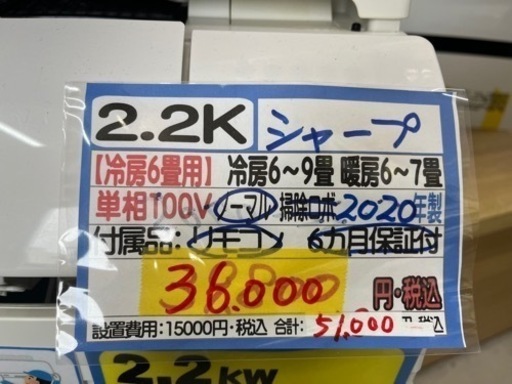 2.2K シャープ
【冷房6畳用】 冷房6〜9畳 暖房6〜7畳
単相100V ノーマル 掃除ロボ 2020年製
付属品:リモコン 6カ月保証付
36.000 円・税込
設置費用:15000円・税込 合計: 51,000 円・税込
2.2KW